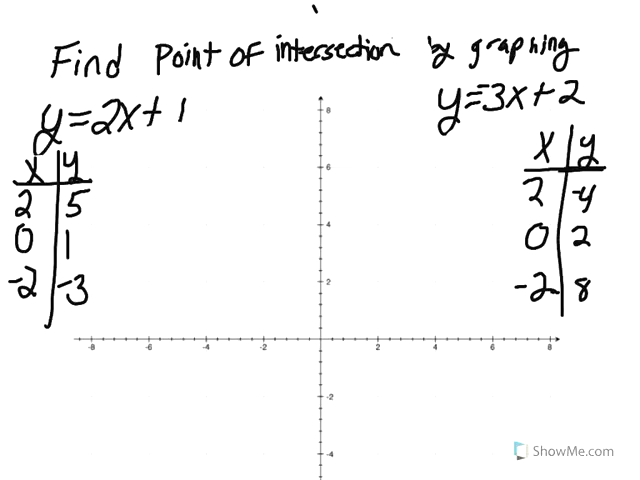 Find Point of intersection by graphing
y=2x+1
y=-3x+2
x y
2 5
0 1
-2 -3
x y
2 -4
0 2
-2 8
8
6
4
2
-8 -6 -4 -2 2 4 6 8
-2
-4
ShowMe.com